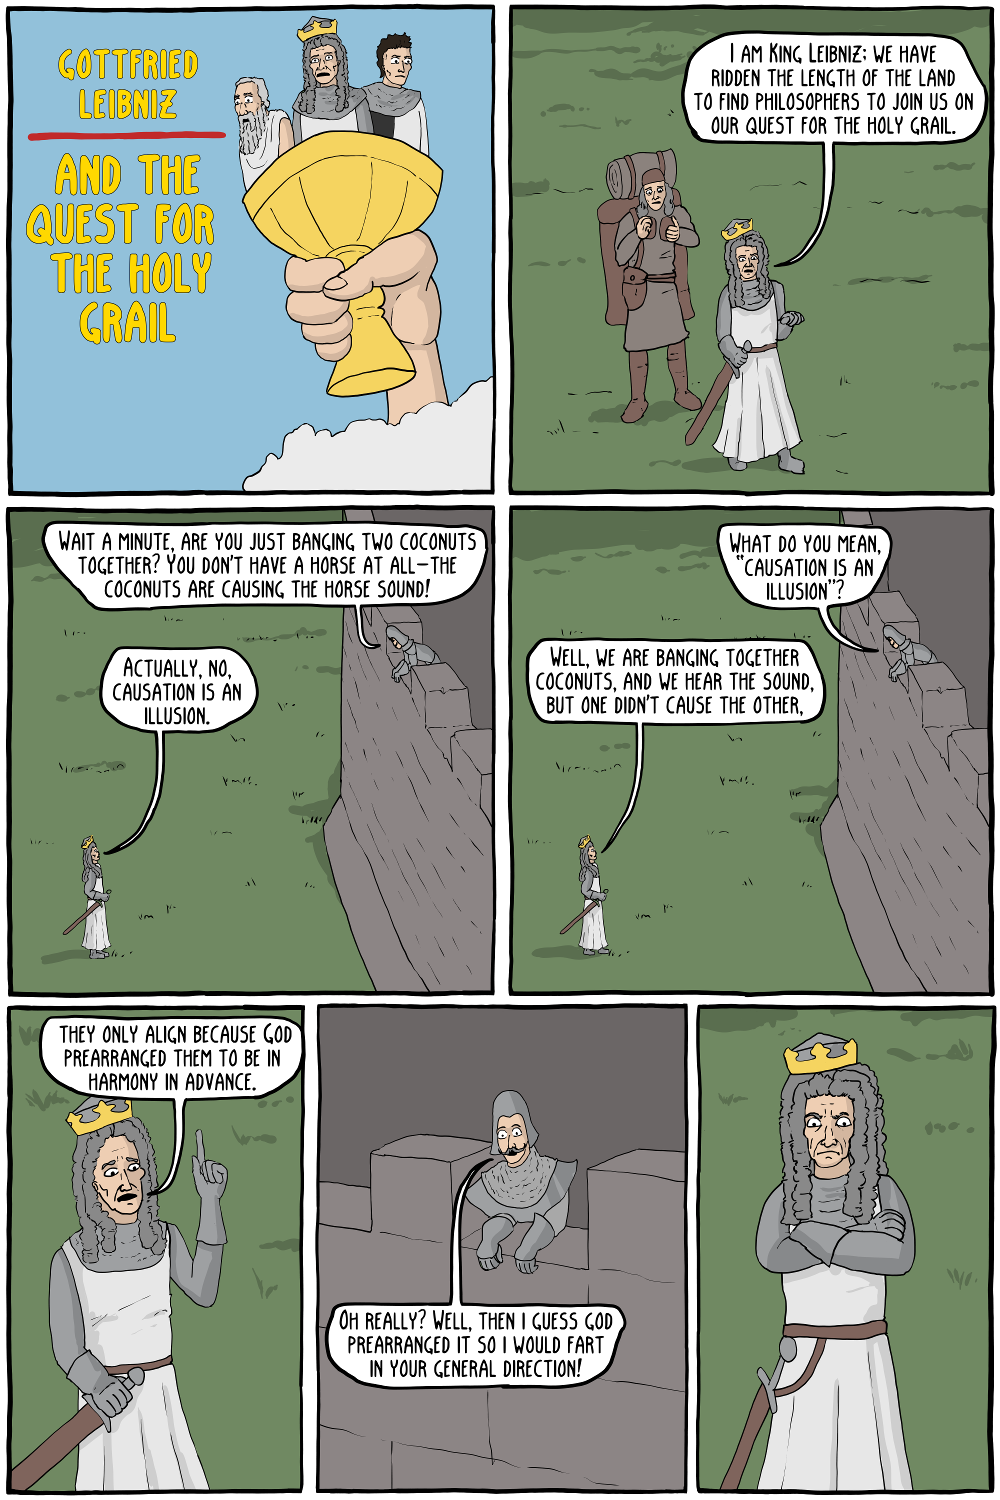 GOTTFRIED
LEIBNIZ
AND THE
QUEST FOR
THE HOLY
GRAIL
I AM KING LEIBNIZ; WE HAVE
RIDDEN THE LENGTH OF THE LAND
TO FIND PHILOSOPHERS TO JOIN US ON
OUR QUEST FOR THE HOLY GRAIL.
WAIT A MINUTE, ARE YOU JUST BANGING TWO COCONUTS
TOGETHER? YOU DON'T HAVE A HORSE AT ALL—THE
COCONUTS ARE CAUSING THE HORSE SOUND!
ACTUALLY, NO,
CAUSATION IS AN
ILLUSION.
WHAT DO YOU MEAN,
"CAUSATION IS AN
ILLUSION"?
WELL, WE ARE BANGING TOGETHER
COCONUTS, AND WE HEAR THE SOUND,
BUT ONE DIDN'T CAUSE THE OTHER,
THEY ONLY ALIGN BECAUSE GOD
PREARRANGED THEM TO BE IN
HARMONY IN ADVANCE.
OH REALLY? WELL, THEN I GUESS GOD
PREARRANGED IT SO I WOULD FART
IN YOUR GENERAL DIRECTION!